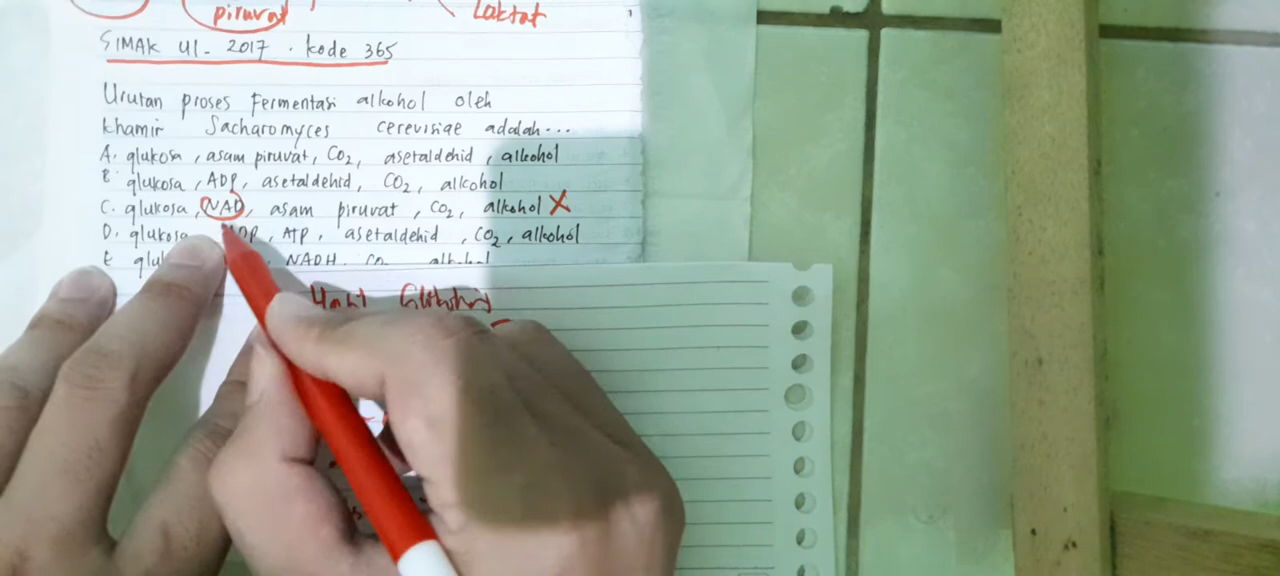 piruvat Laktat
SIMAK UI - 2017 . kode 365
Urutan proses Fermentasi alkohol oleh
khamir Sacharomyces cerevisiae adalah...
A. glukosa, asam piruvat, CO2, asetaldehid, alkohol
B. glukosa, ADP, asetaldehid, CO2, alkohol
C. glukosa, NAD, asam piruvat, CO2, alkohol X
D. glukosa ADP, ATP, asetaldehid, CO2, alkohol
E. NADH, CO2 alkohol